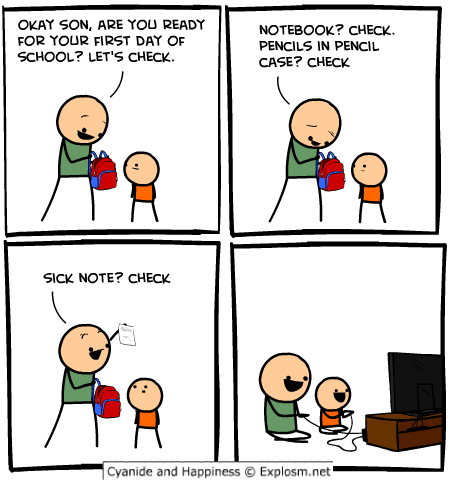 OKAY SON, ARE YOU READY
FOR YOUR FIRST DAY OF
SCHOOL? LET'S CHECK.
NOTEBOOK? CHECK.
PENCILS IN PENCIL
CASE? CHECK
SICK NOTE? CHECK
Cyanide and Happiness © Explosm.net